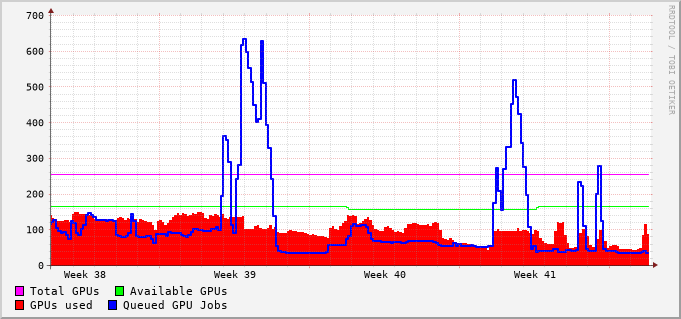 700
600
500
400
300
200
100
0
Week 38 Week 39 Week 40 Week 41
Total GPUs Available GPUs
GPUs used Queued GPU Jobs
RRDTOOL / TOBI OETIKER